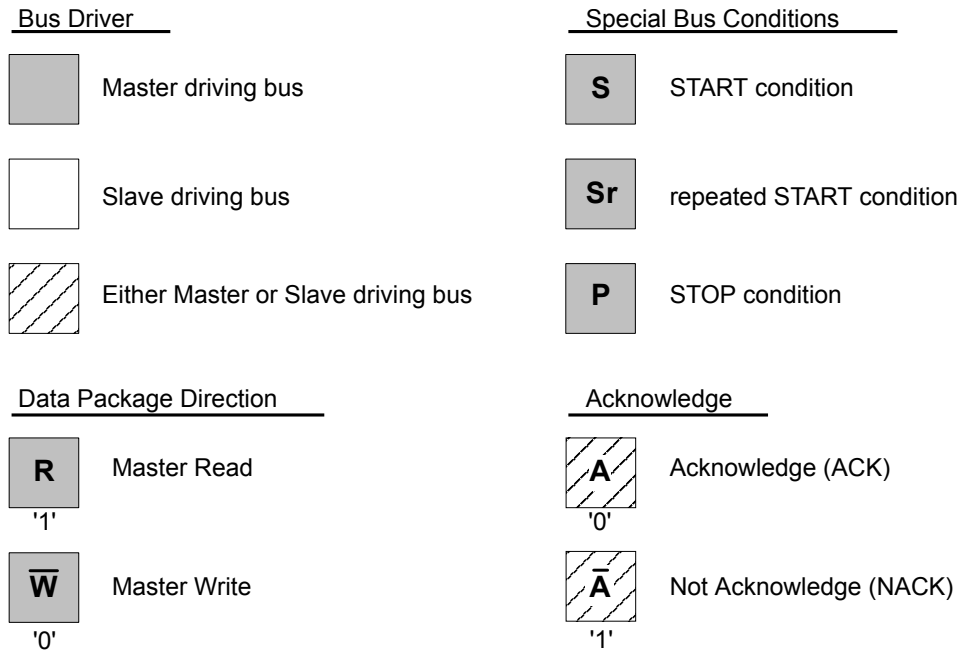 Bus Driver
Master driving bus
Slave driving bus
Either Master or Slave driving bus
Special Bus Conditions
S START condition
Sr repeated START condition
P STOP condition
Data Package Direction
R Master Read
'1'
W̅ Master Write
'0'
Acknowledge
A Acknowledge (ACK)
'0'
A̅ Not Acknowledge (NACK)
'1'